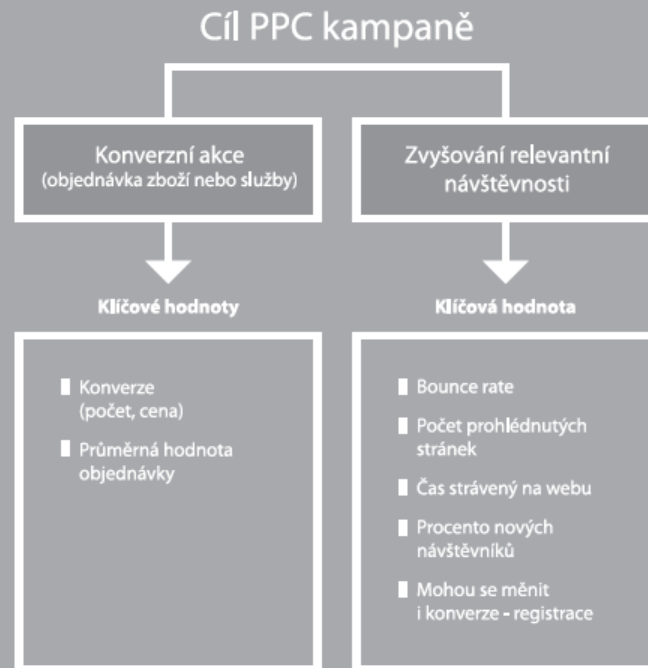 Cíl PPC kampaně
Konverzní akce
(objednávka zboží nebo služby)
Zvyšování relevantní
návštěvnosti
Klíčové hodnoty
Klíčová hodnota
Konverze
(počet, cena)
Průměrná hodnota
objednávky
Bounce rate
Počet prohlédnutých
stránek
Čas strávený na webu
Procento nových
návštěvníků
Mohou se měnit
i konverze - registrace